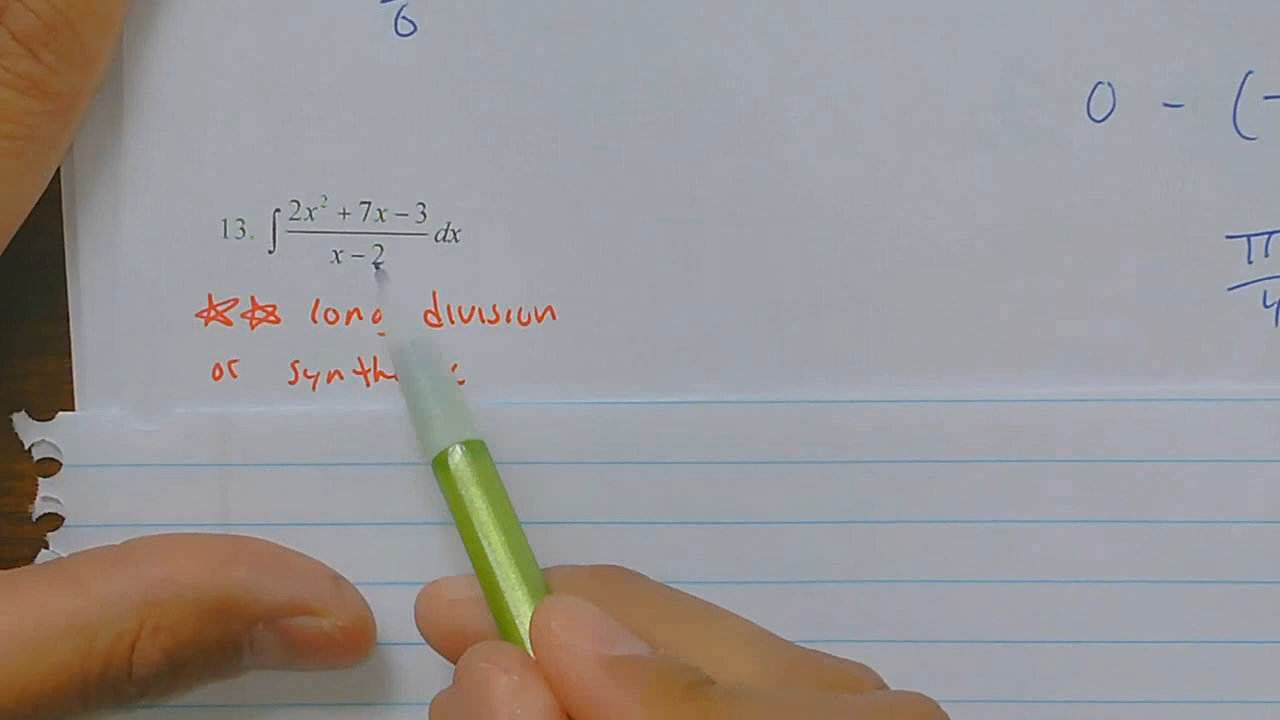 6
0 - (
13. ∫ (2x² + 7x - 3)/(x - 2) dx
π/4
☆☆ long division
or